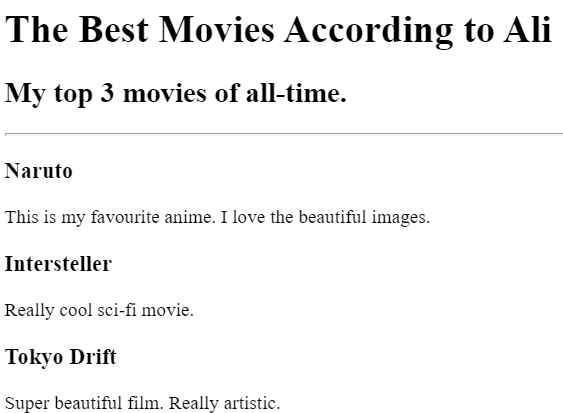 The Best Movies According to Ali
My top 3 movies of all-time.
Naruto
This is my favourite anime. I love the beautiful images.
Intersteller
Really cool sci-fi movie.
Tokyo Drift
Super beautiful film. Really artistic.